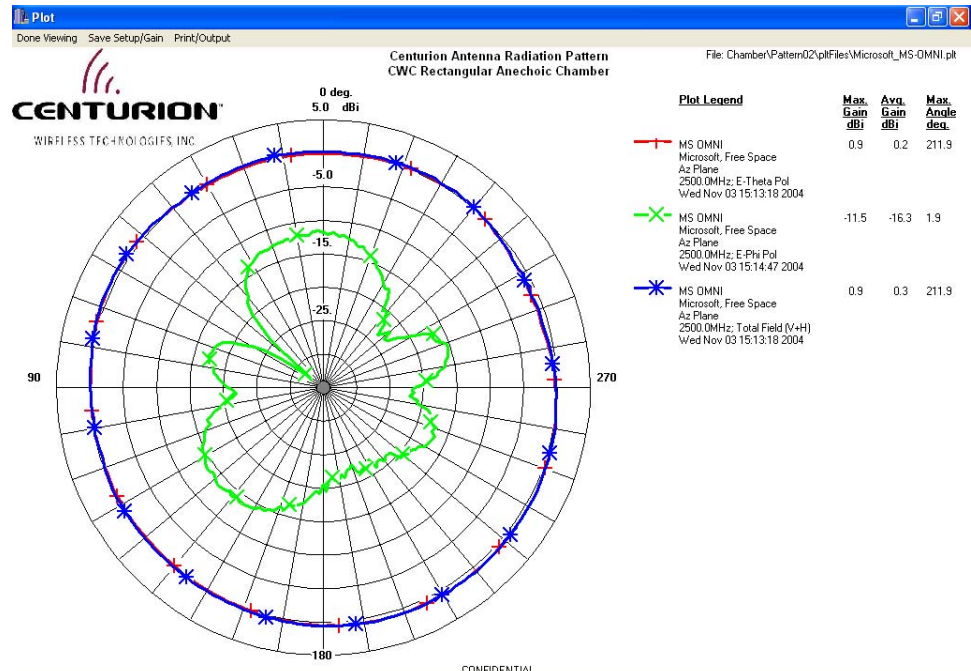 Plot
Done Viewing Save Setup/Gain Print/Output
CENTURION
WIRELESS TECHNOLOGIES, INC.
Centurion Antenna Radiation Pattern
CWC Rectangular Anechoic Chamber
File: Chamber\Pattern02\pltFiles\Microsoft_MS-OMNI.plt
0 deg.
5.0 dBi
-5.0
-15.
-25.
90
270
180
Plot Legend Max. Gain dBi Avg. Gain dBi Max. Angle deg.
MS OMNI 0.9 0.2 211.9
Microsoft, Free Space
Az Plane
2500.0MHz; E-Theta Pol
Wed Nov 03 15:13:18 2004
MS OMNI -11.5 -16.3 1.9
Microsoft, Free Space
Az Plane
2500.0MHz; E-Phi Pol
Wed Nov 03 15:14:47 2004
MS OMNI 0.9 0.3 211.9
Microsoft, Free Space
Az Plane
2500.0MHz; Total Field (V+H)
Wed Nov 03 15:13:18 2004
CONFIDENTIAL